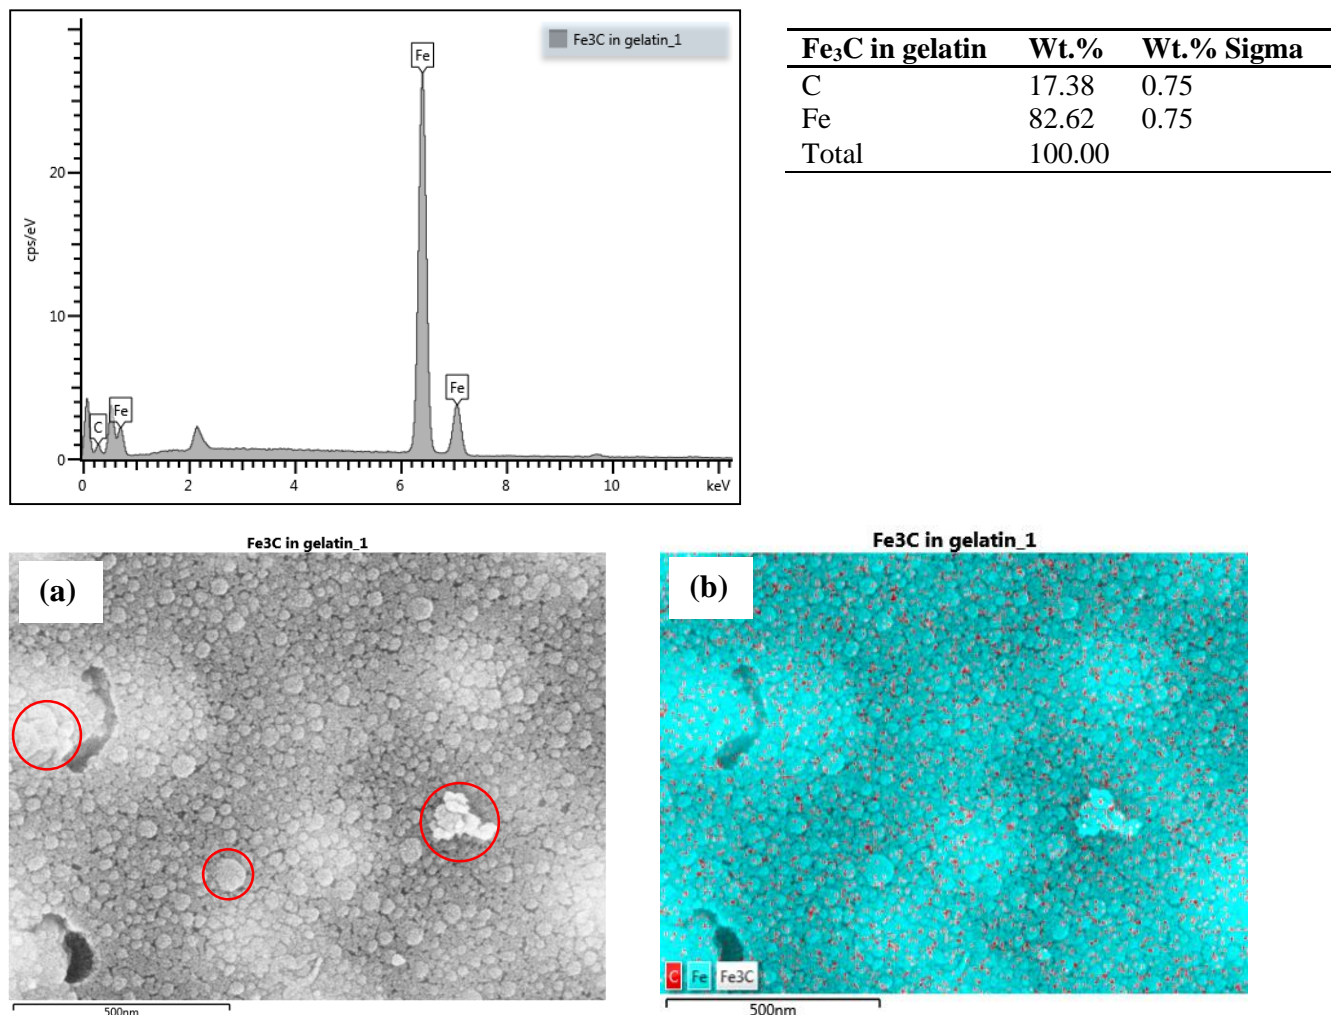 Fe3C in gelatin_1
Fe
20
cps/eV
10
Fe
Fe
C
0
0 2 4 6 8 10 keV
Fe₃C in gelatin Wt.% Wt.% Sigma
C 17.38 0.75
Fe 82.62 0.75
Total 100.00
Fe3C in gelatin_1
(a)
500nm
Fe3C in gelatin_1
(b)
C Fe Fe3C
500nm